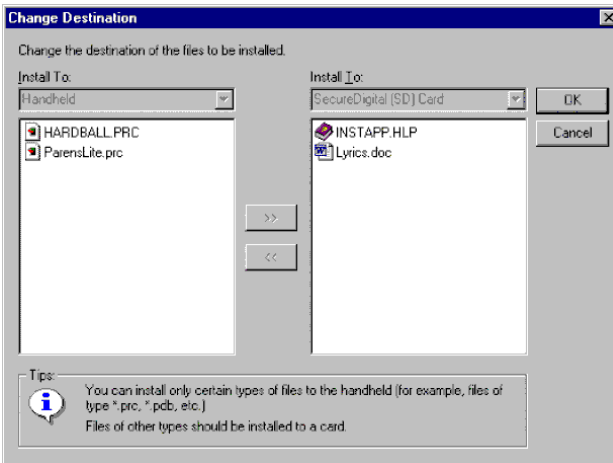 Change Destination
Change the destination of the files to be installed.
Install To:
Install To:
Handheld
SecureDigital (SD) Card
OK
Cancel
HARDBALL.PRC
ParensLite.prc
INSTAPP.HLP
Lyrics.doc
>>
<<
Tips:
You can install only certain types of files to the handheld (for example, files of
type *.prc, *.pdb, etc.)
Files of other types should be installed to a card.